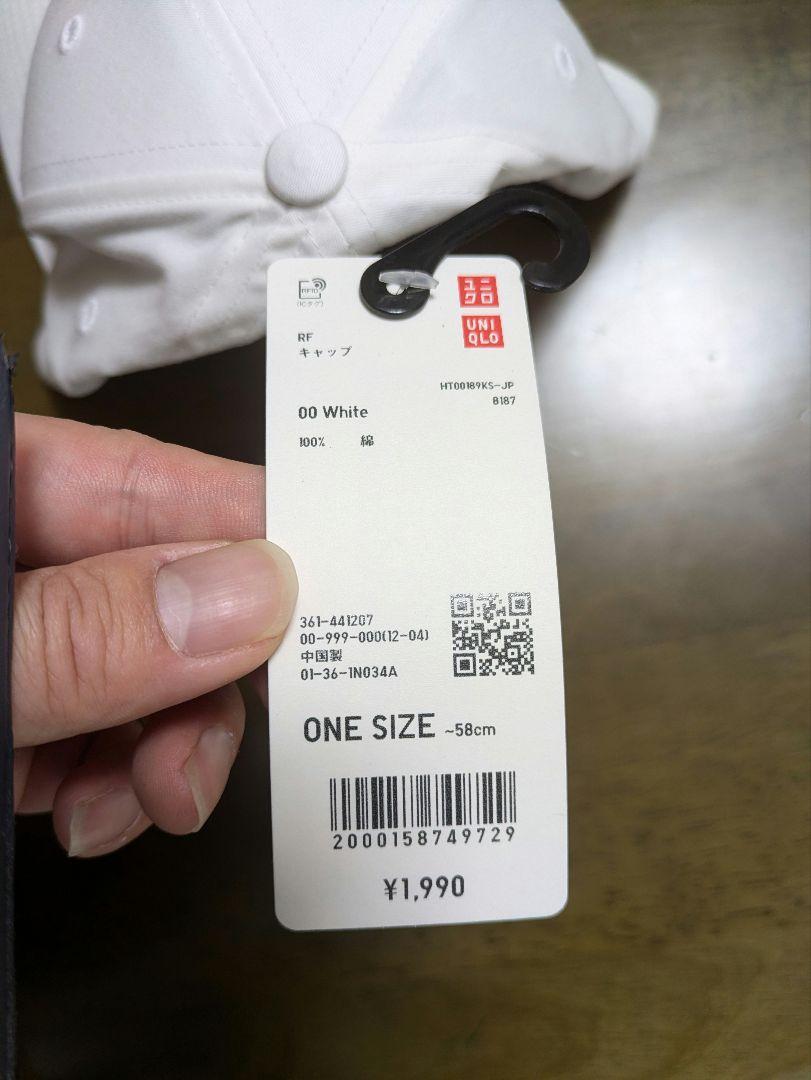 RFID
(ICタグ)
ユニ
クロ
UNI
QLO
RF
キャップ
HT00189KS-JP
8187
00 White
100% 綿
361-441207
00-999-000(12-04)
中国製
01-36-1N034A
ONE SIZE ~58cm
2000158749729
¥1,990